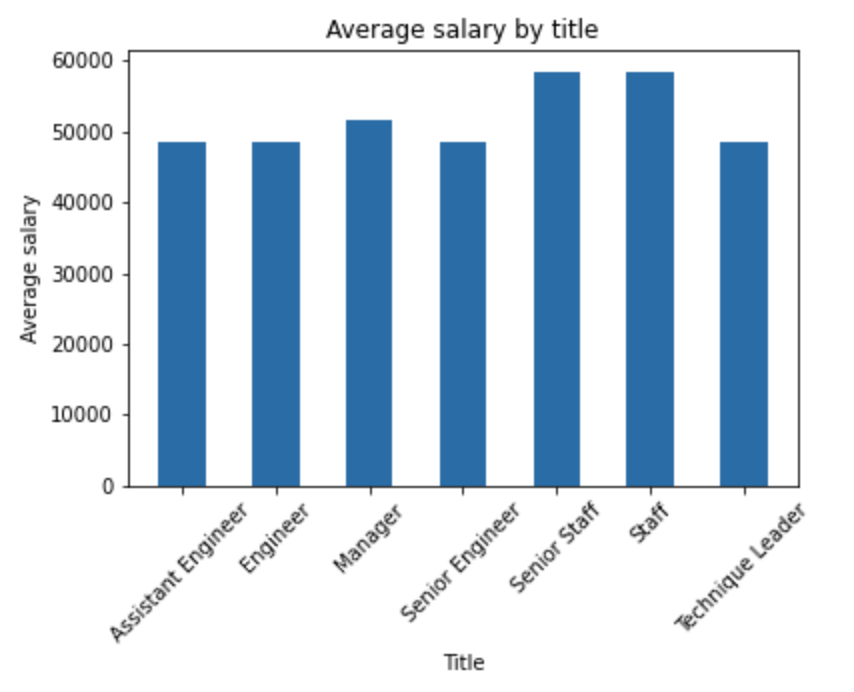 Average salary by title
Average salary
60000
50000
40000
30000
20000
10000
0
Assistant Engineer
Engineer
Manager
Senior Engineer
Senior Staff
Staff
Technique Leader
Title